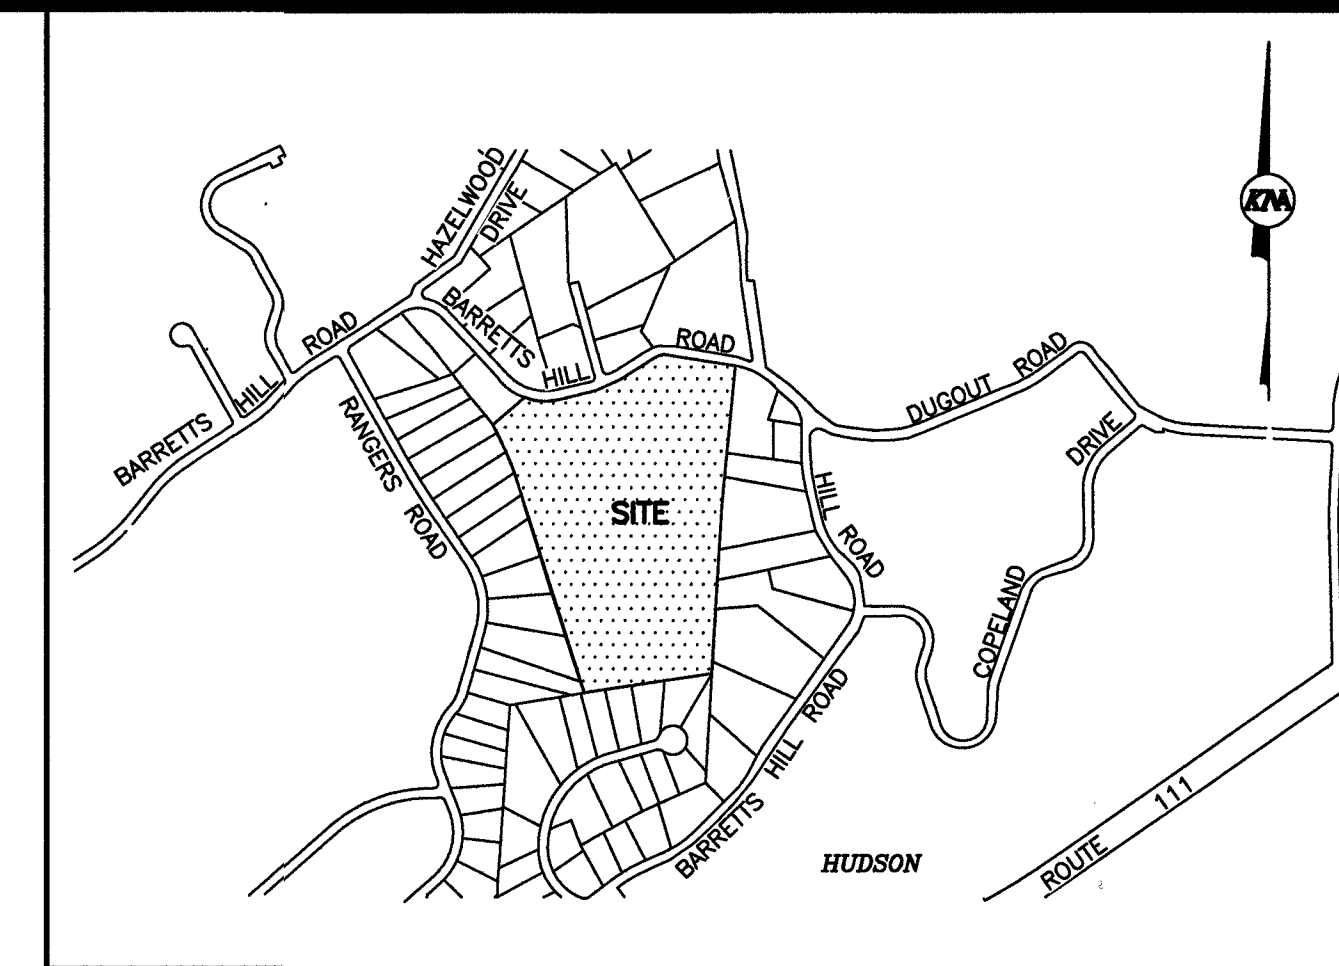 HAZELWOOD
DRIVE
KNA
BARRETTS HILL ROAD
BARRETTS HILL ROAD
DUGOUT ROAD
RANGERS ROAD
SITE
HILL ROAD
COPELAND DRIVE
BARRETTS HILL ROAD
ROUTE 111
HUDSON